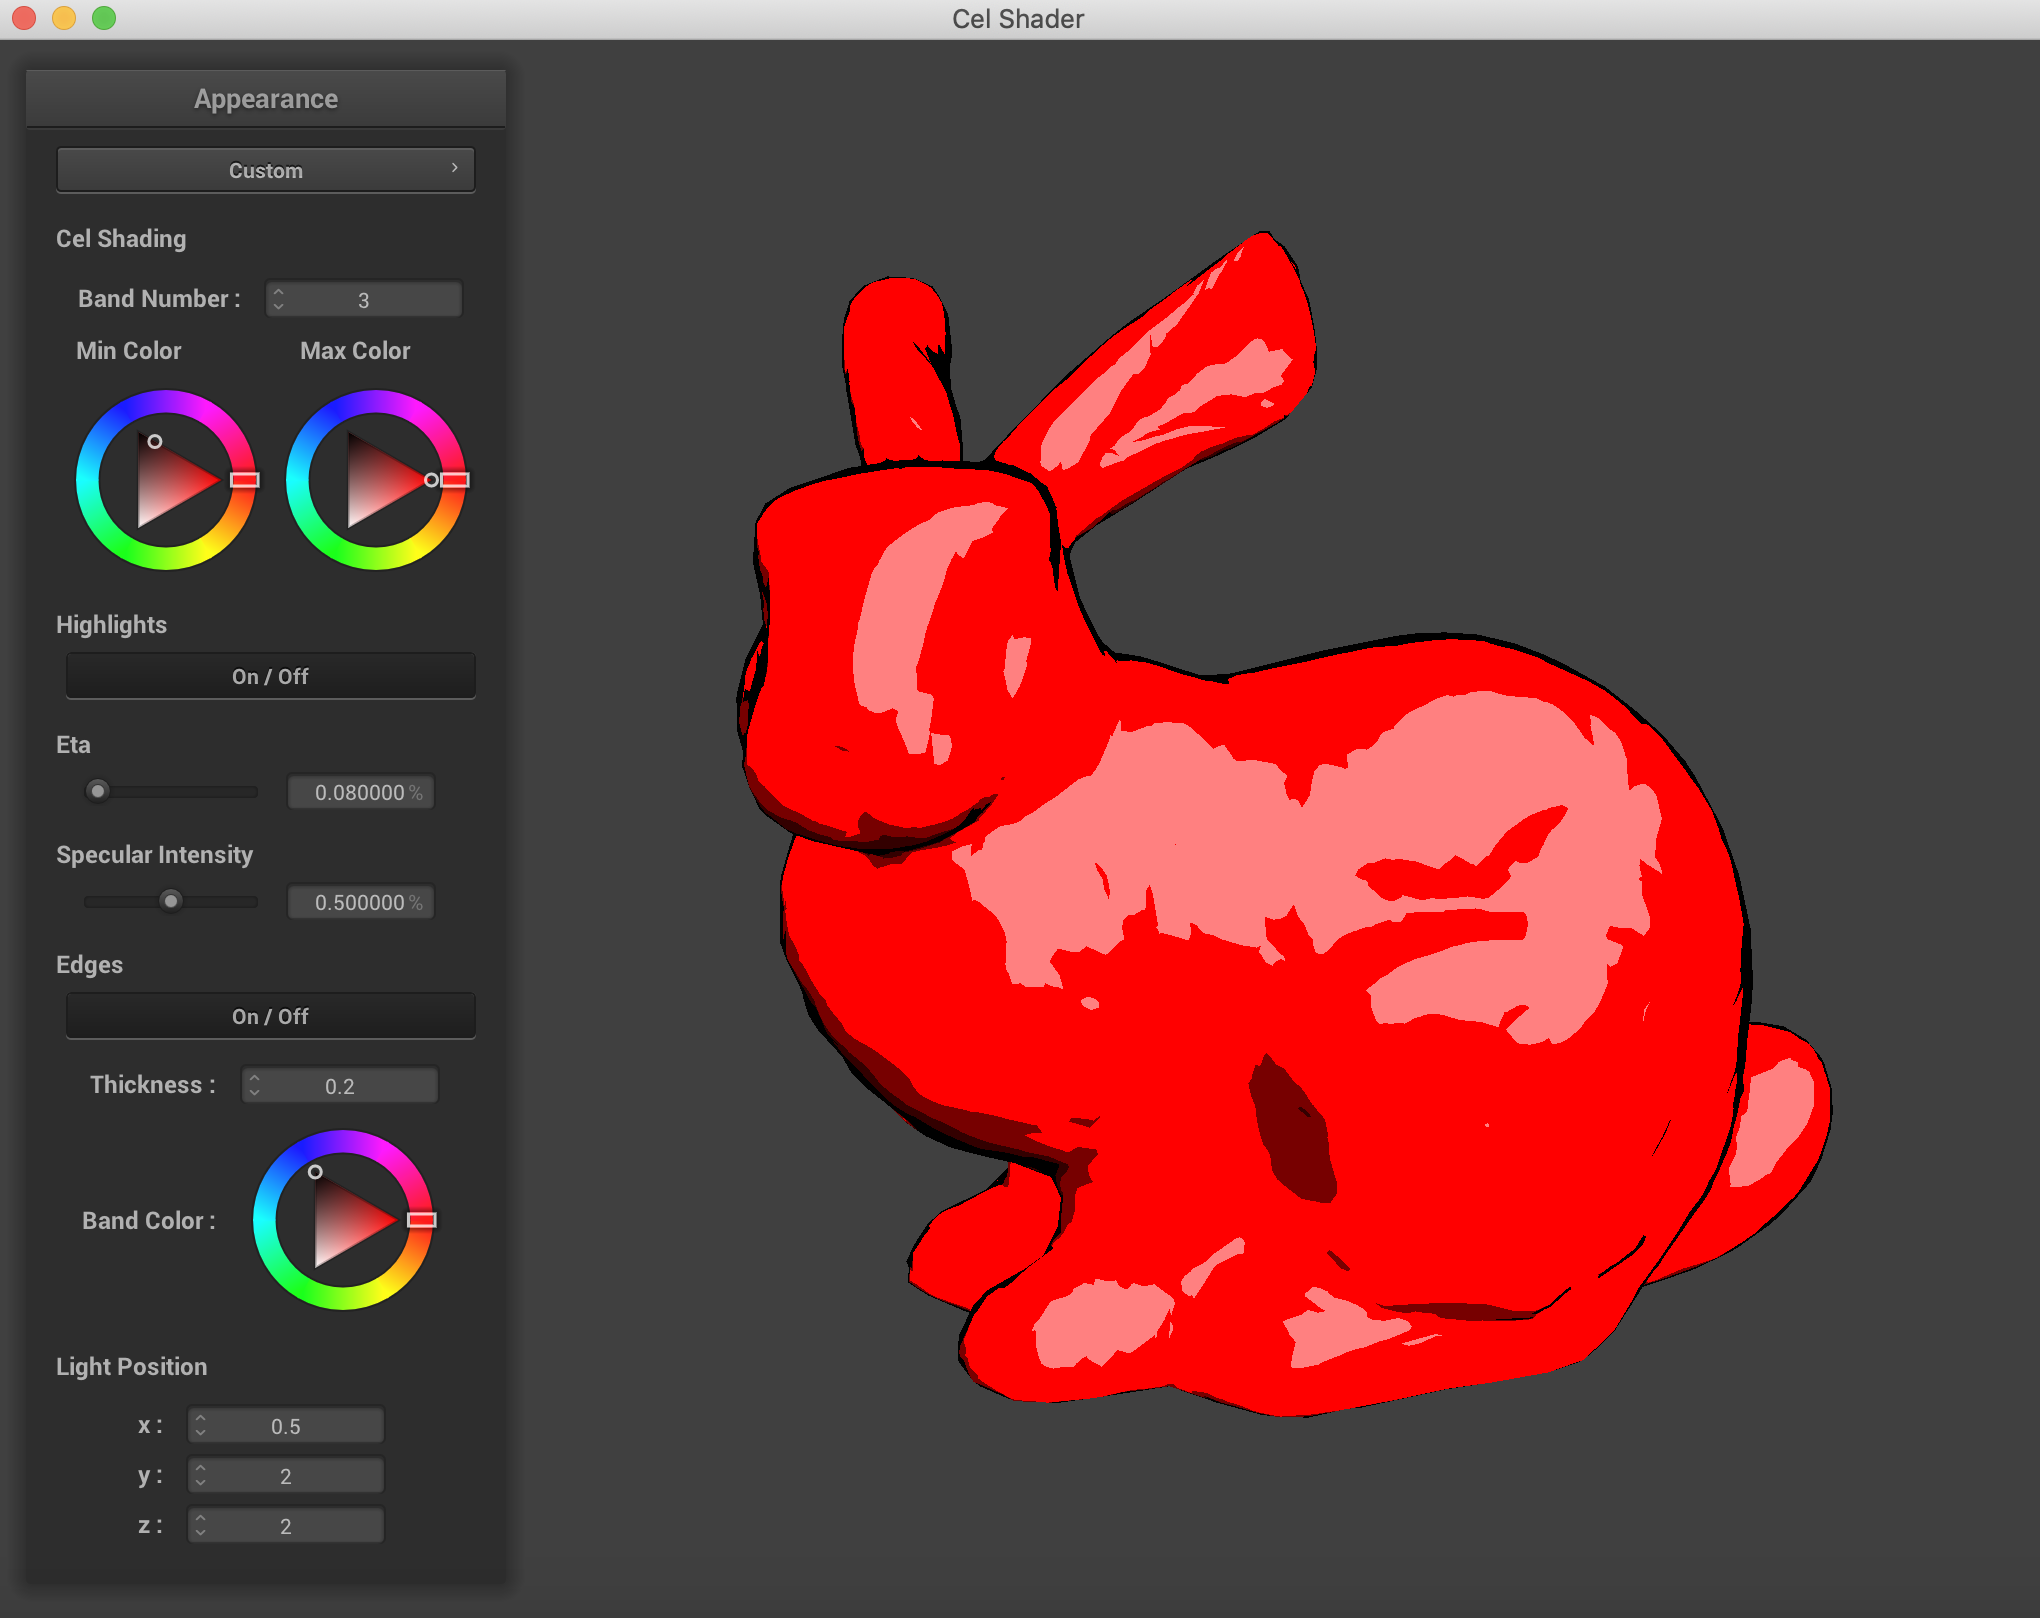 Cel Shader
Appearance
Custom
Cel Shading
Band Number : 3
Min Color Max Color
Highlights
On / Off
Eta
0.080000 %
Specular Intensity
0.500000 %
Edges
On / Off
Thickness : 0.2
Band Color :
Light Position
x : 0.5
y : 2
z : 2